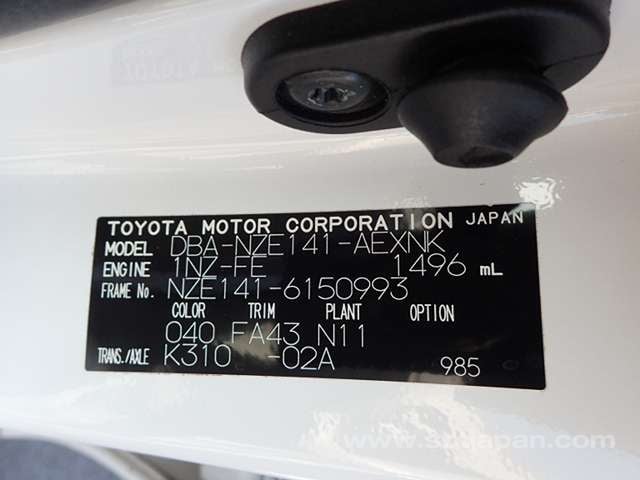 TOYOTA MOTOR CORPORATION JAPAN
MODEL DBA-NZE141-AEXNK
ENGINE 1NZ-FE 1496 mL
FRAME No. NZE141-6150993
COLOR TRIM PLANT OPTION
040 FA43 N11
TRANS./AXLE K310 -02A 985
www.sbtjapan.com